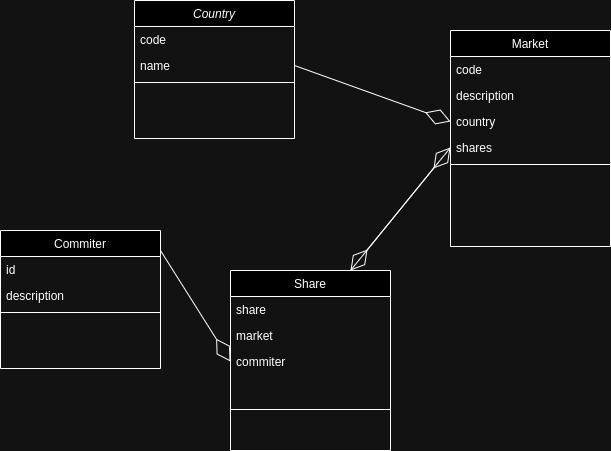 Country
code
name
Market
code
description
country
shares
Commiter
id
description
Share
share
market
commiter